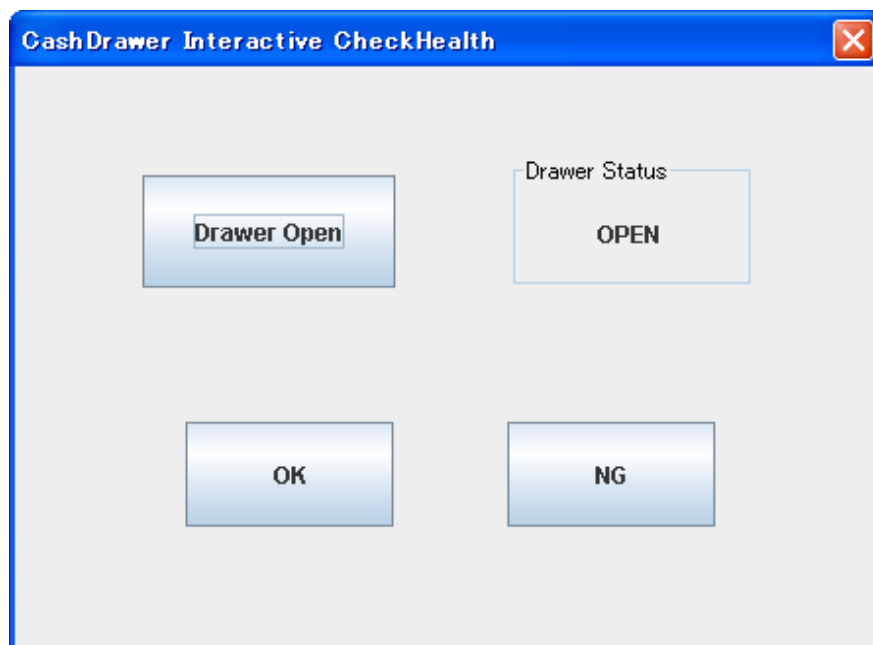 CashDrawer Interactive CheckHealth
Drawer Open
Drawer Status
OPEN
OK
NG